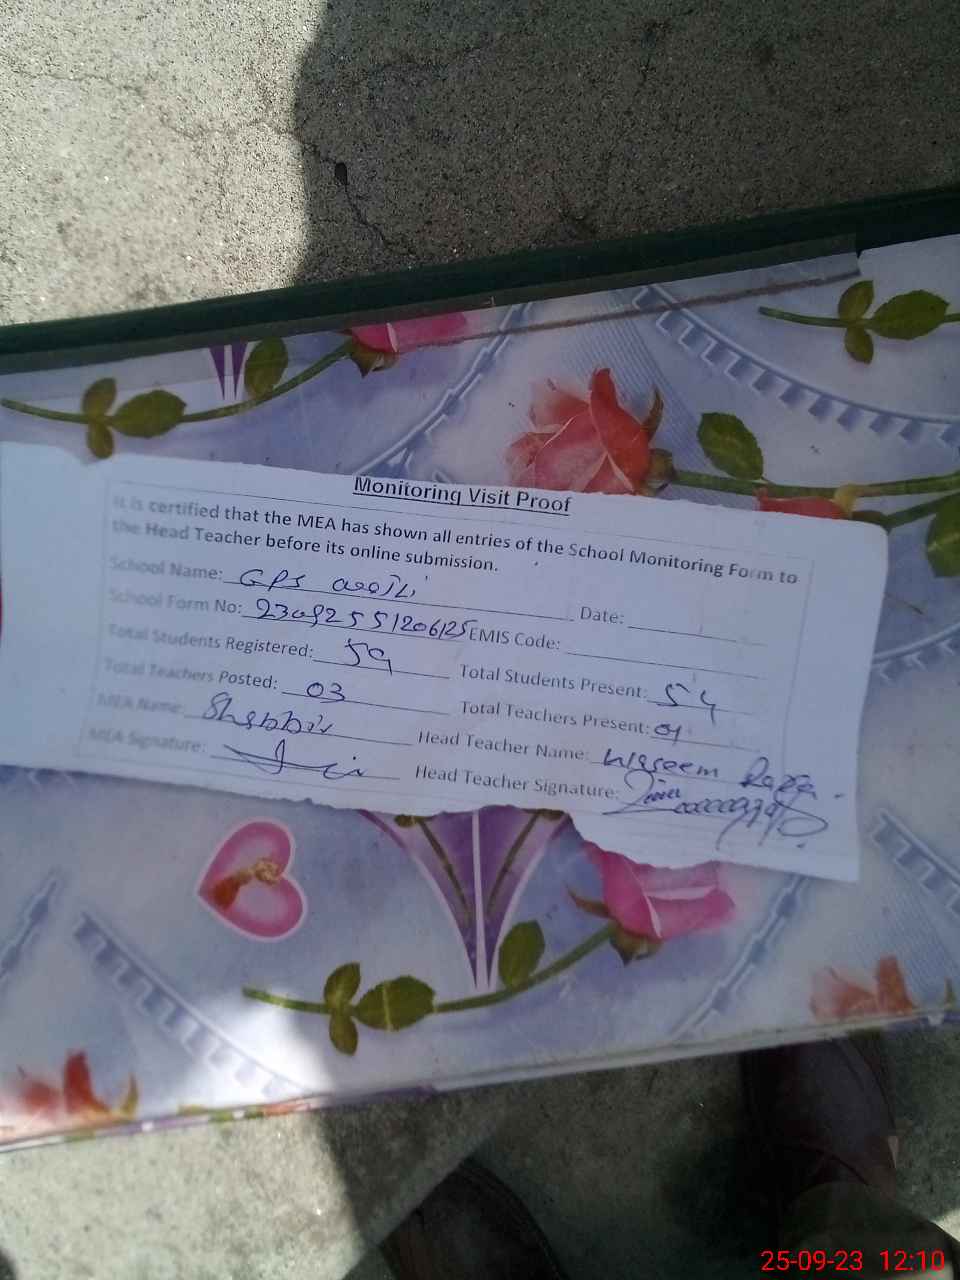 Monitoring Visit Proof
It is certified that the MEA has shown all entries of the School Monitoring Form to
the Head Teacher before its online submission.
School Name: GPS Date:
School Form No: 23092551206125 EMIS Code:
Total Students Registered: 59 Total Students Present: 54
Total Teachers Posted: 03 Total Teachers Present: 01
MEA Name: Shabbir Head Teacher Name: Waseem Raza
MEA Signature: Head Teacher Signature:
25-09-23 12:10